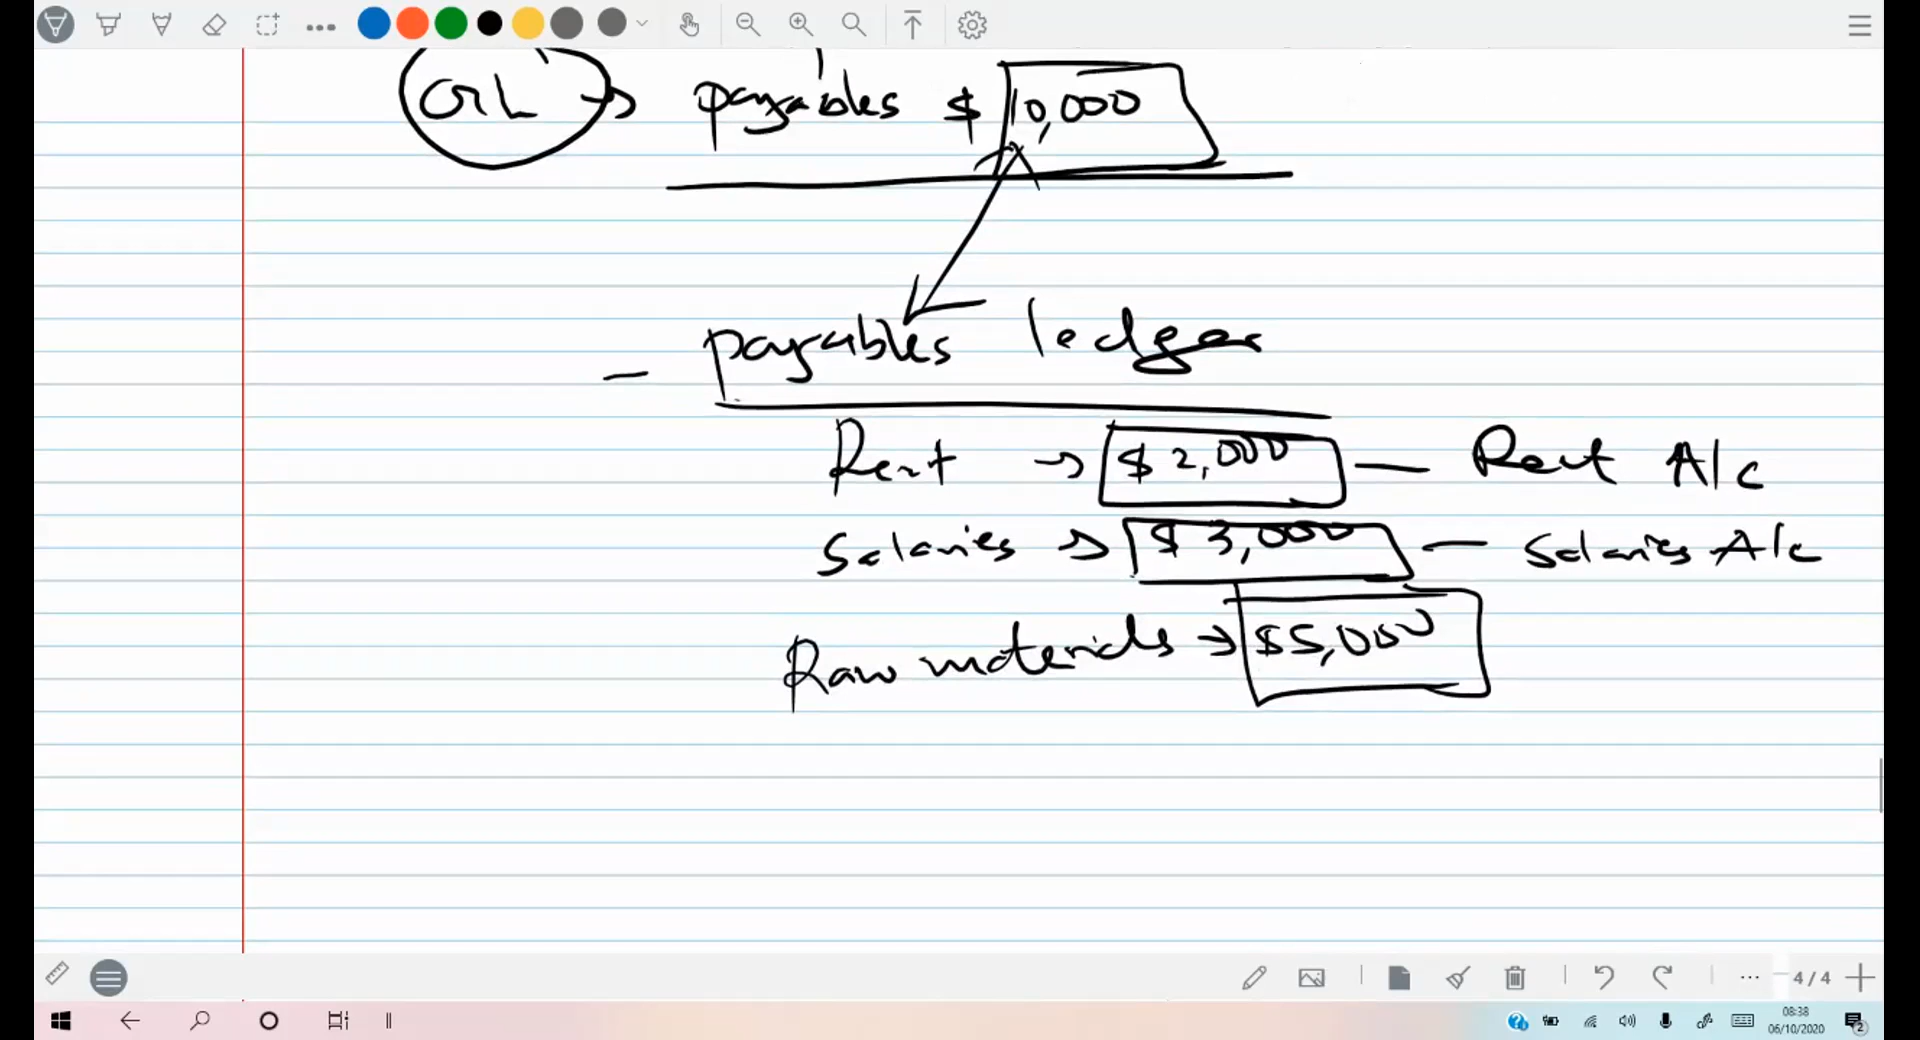 GL → payables $ 10,000
- payables ledger
Rent → $ 2,000 — Rent A/c
Salaries → $ 3,000 — Salaries A/c
Raw materials → $5,000
4/4
08:38
06/10/2020
2